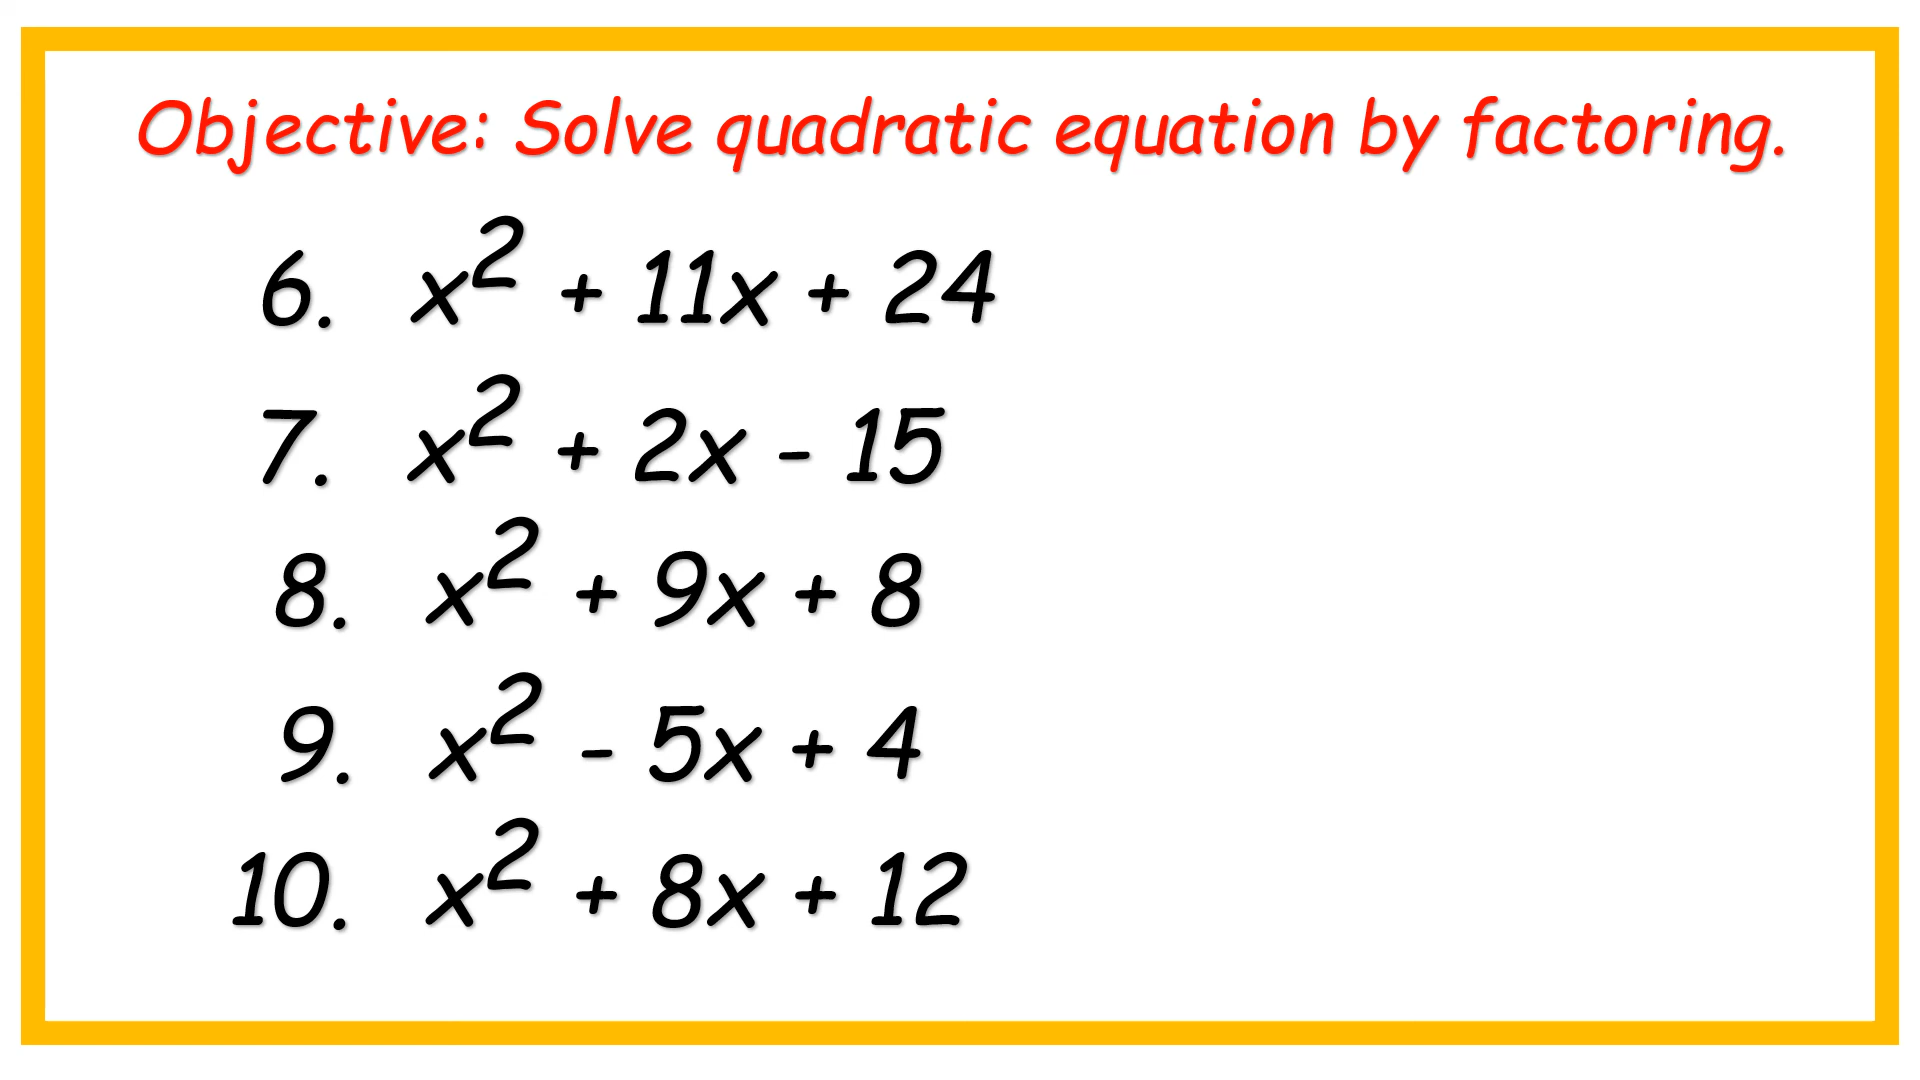 Objective: Solve quadratic equation by factoring.
6. x² + 11x + 24
7. x² + 2x - 15
8. x² + 9x + 8
9. x² - 5x + 4
10. x² + 8x + 12